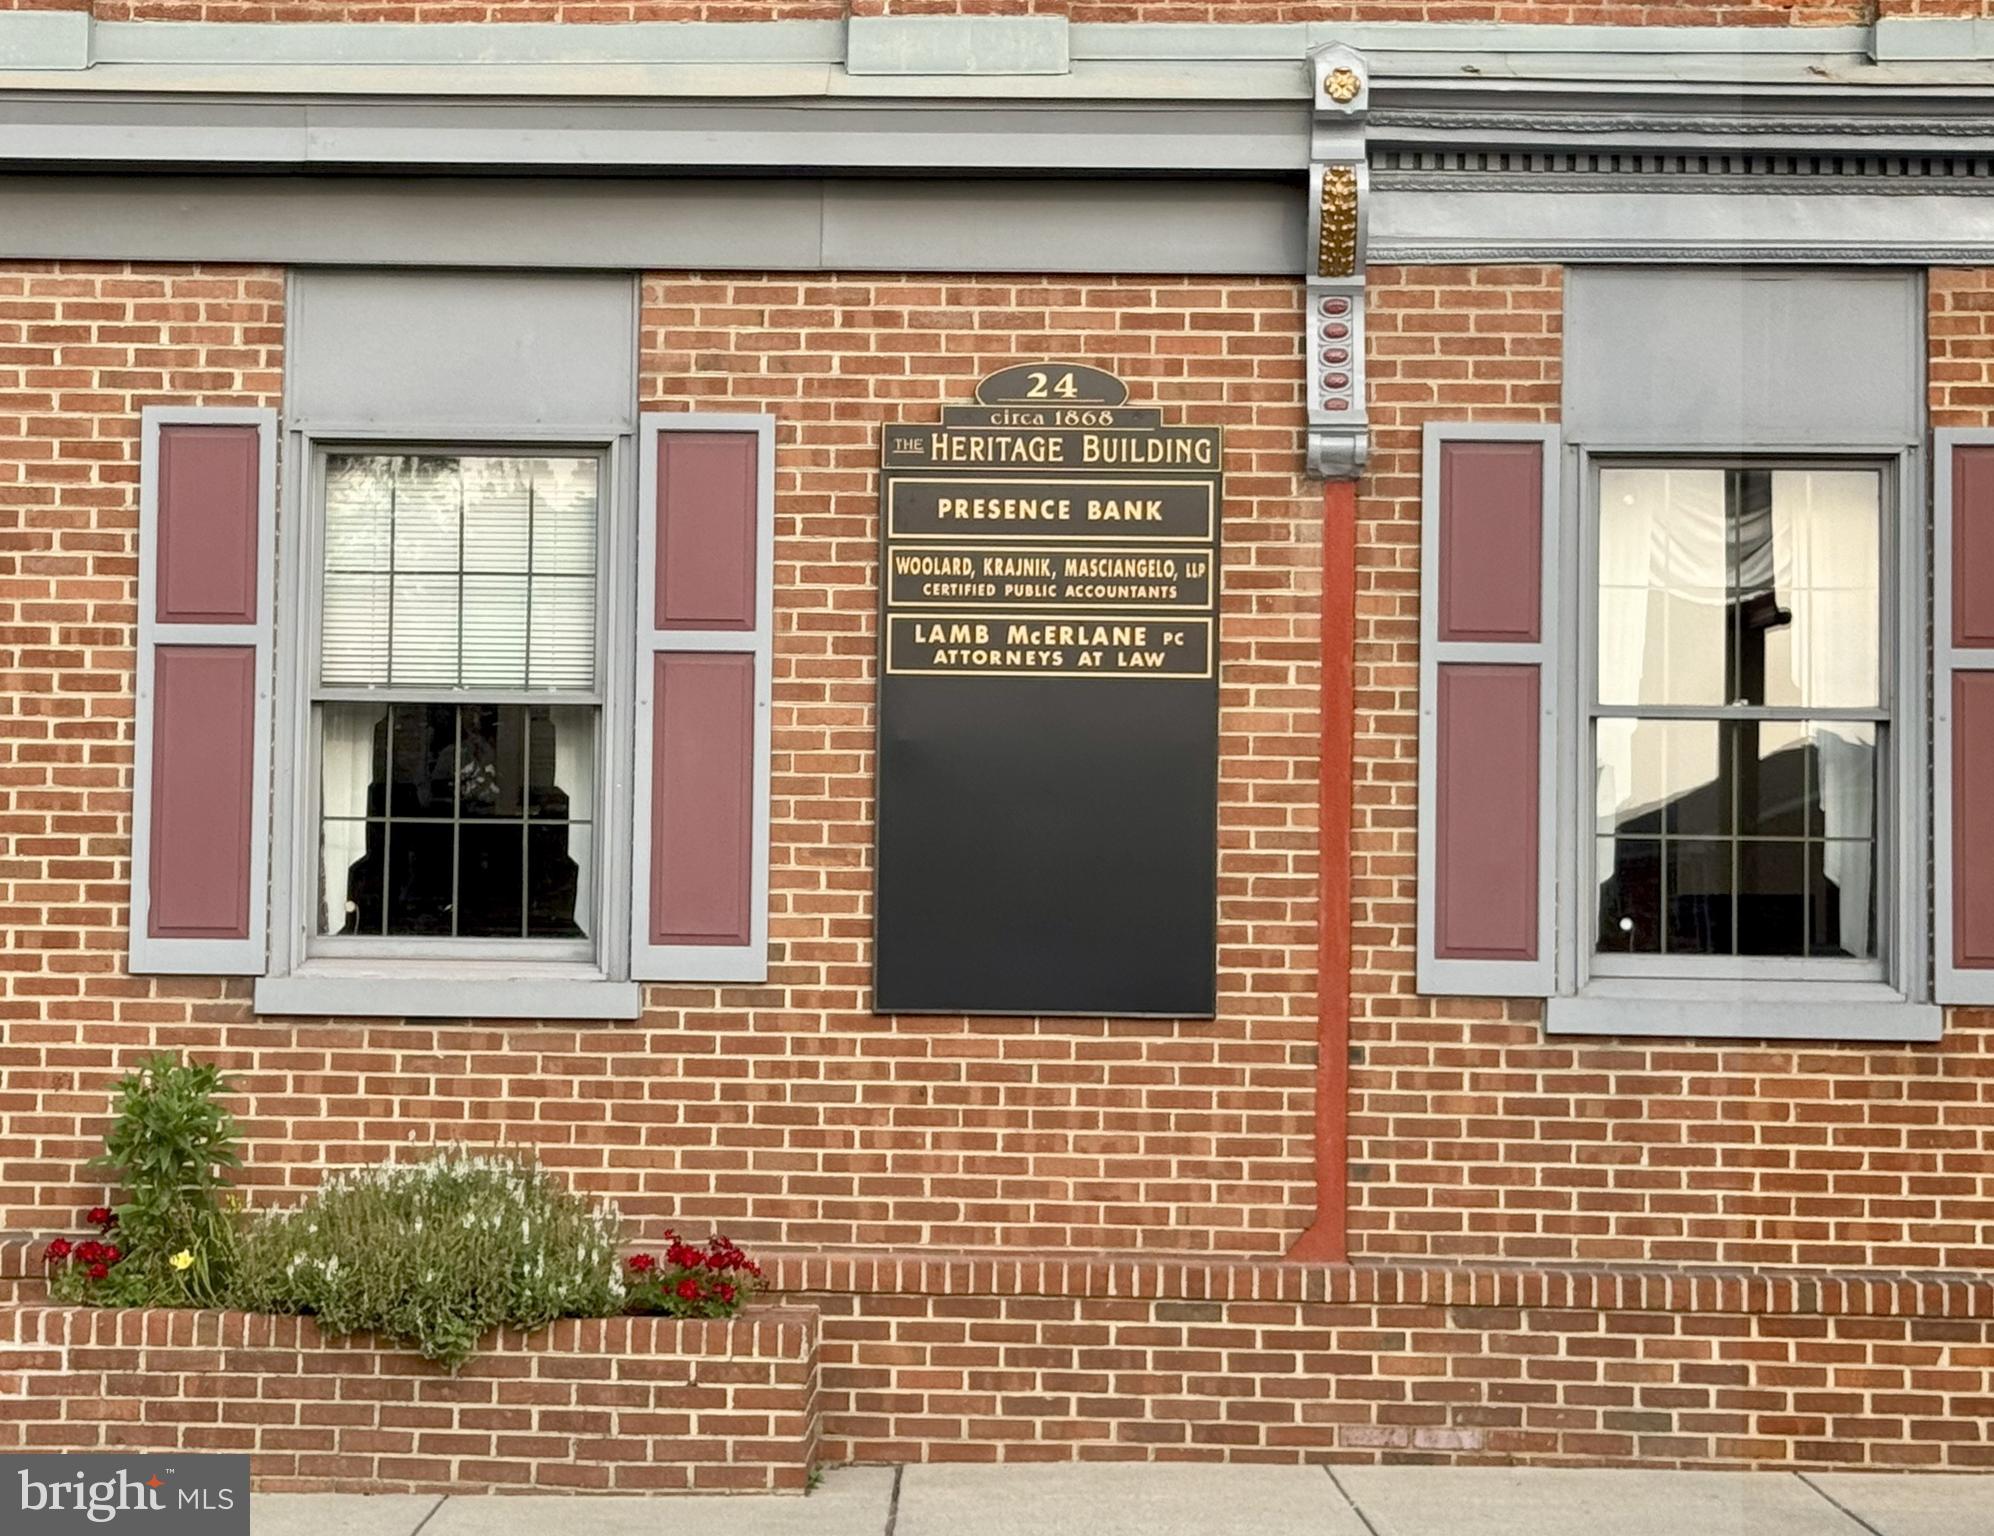 24
circa 1868
THE HERITAGE BUILDING
PRESENCE BANK
WOOLARD, KRAJNIK, MASCIANGELO, LLP
CERTIFIED PUBLIC ACCOUNTANTS
LAMB McERLANE PC
ATTORNEYS AT LAW
bright™ MLS